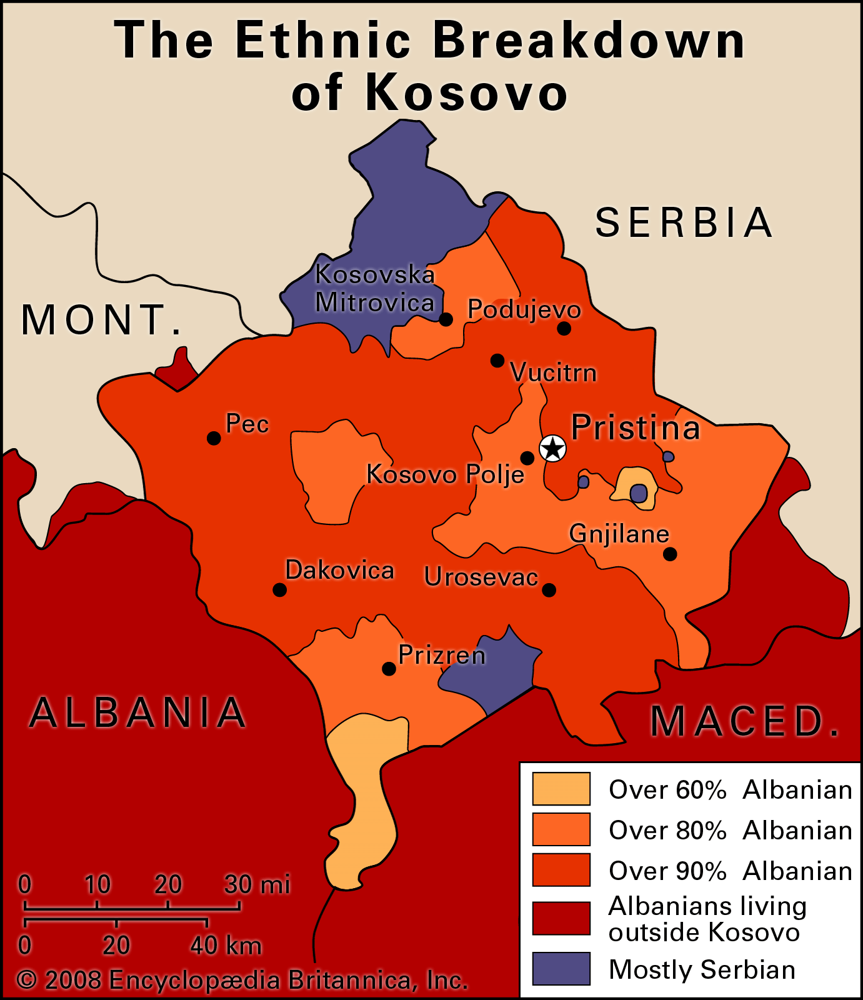 The Ethnic Breakdown
of Kosovo
SERBIA
MONT.
Kosovska
Mitrovica
Podujevo
Vucitrn
Pec
Pristina
Kosovo Polje
Gnjilane
Dakovica
Urosevac
Prizren
ALBANIA
MACED.
Over 60% Albanian
Over 80% Albanian
Over 90% Albanian
Albanians living
outside Kosovo
Mostly Serbian
0 10 20 30 mi
0 20 40 km
© 2008 Encyclopædia Britannica, Inc.